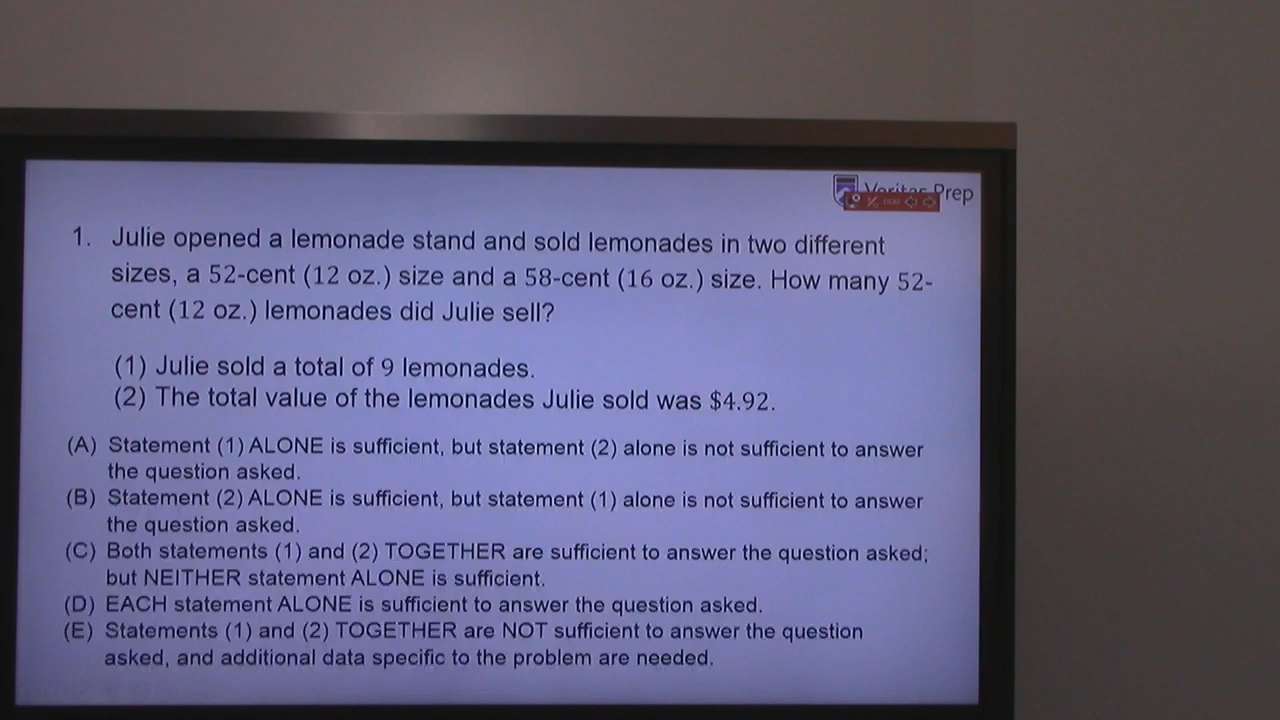 Veritas Prep
1. Julie opened a lemonade stand and sold lemonades in two different
sizes, a 52-cent (12 oz.) size and a 58-cent (16 oz.) size. How many 52-
cent (12 oz.) lemonades did Julie sell?
(1) Julie sold a total of 9 lemonades.
(2) The total value of the lemonades Julie sold was $4.92.
(A) Statement (1) ALONE is sufficient, but statement (2) alone is not sufficient to answer
the question asked.
(B) Statement (2) ALONE is sufficient, but statement (1) alone is not sufficient to answer
the question asked.
(C) Both statements (1) and (2) TOGETHER are sufficient to answer the question asked;
but NEITHER statement ALONE is sufficient.
(D) EACH statement ALONE is sufficient to answer the question asked.
(E) Statements (1) and (2) TOGETHER are NOT sufficient to answer the question
asked, and additional data specific to the problem are needed.